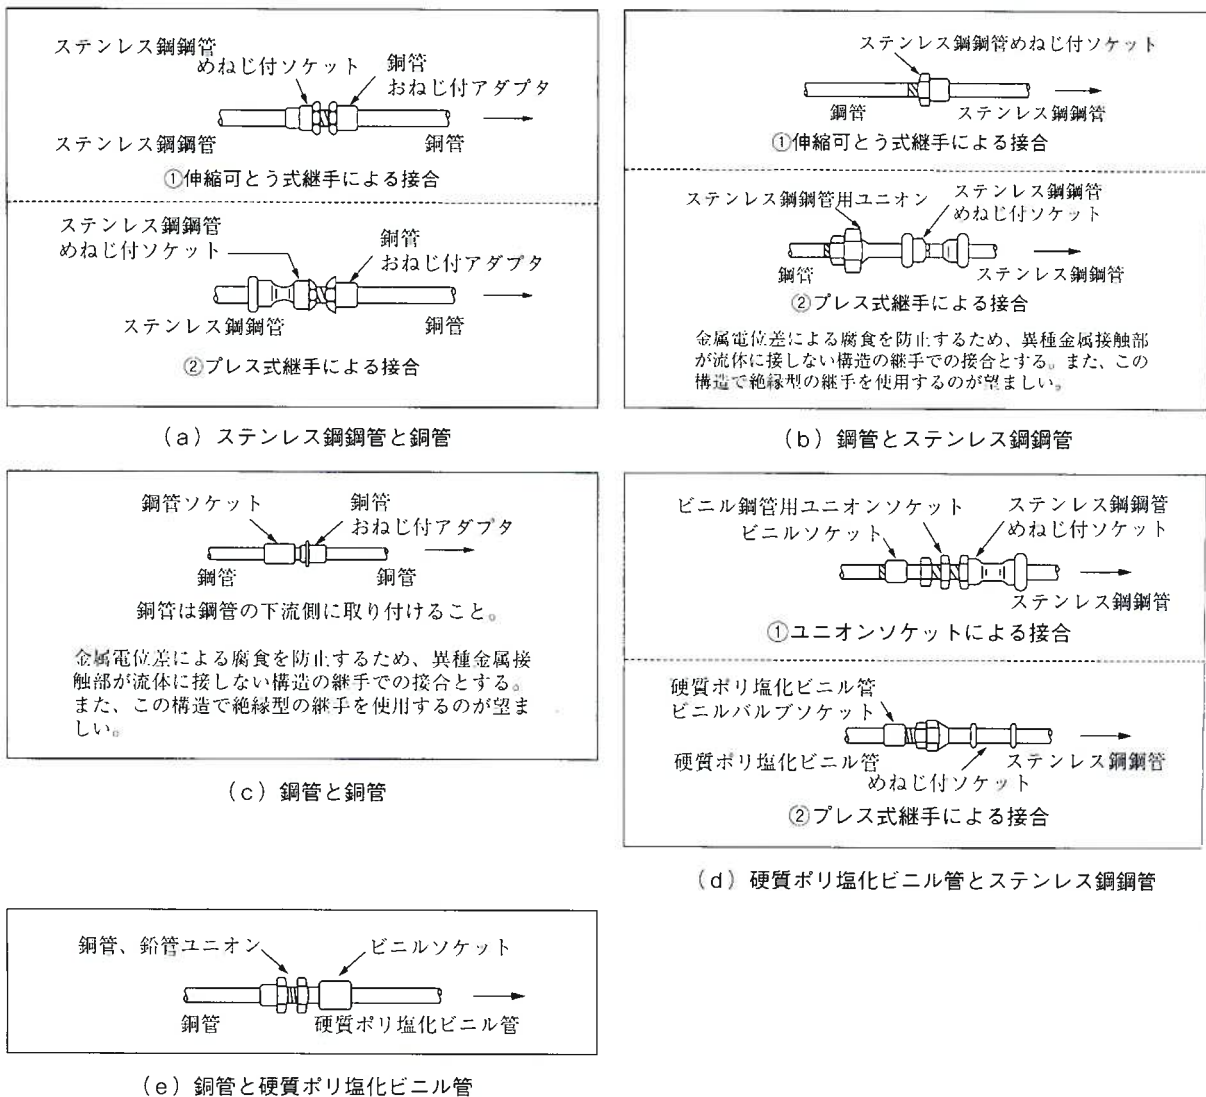 ステンレス鋼鋼管
めねじ付ソケット
銅管
おねじ付アダプタ
ステンレス鋼鋼管
銅管
①伸縮可とう式継手による接合
ステンレス鋼鋼管
めねじ付ソケット
銅管
おねじ付アダプタ
ステンレス鋼鋼管
銅管
②プレス式継手による接合
(a) ステンレス鋼鋼管と銅管
ステンレス鋼鋼管めねじ付ソケット
鋼管
ステンレス鋼鋼管
①伸縮可とう式継手による接合
ステンレス鋼鋼管用ユニオン
ステンレス鋼鋼管
めねじ付ソケット
鋼管
ステンレス鋼鋼管
②プレス式継手による接合
金属電位差による腐食を防止するため、異種金属接触部
が流体に接しない構造の継手での接合とする。また、この
構造で絶縁型の継手を使用するのが望ましい。
(b) 鋼管とステンレス鋼鋼管
鋼管ソケット
銅管
おねじ付アダプタ
鋼管
銅管
銅管は鋼管の下流側に取り付けること。
金属電位差による腐食を防止するため、異種金属接
触部が流体に接しない構造の継手での接合とする。
また、この構造で絶縁型の継手を使用するのが望ま
しい。
(c) 鋼管と銅管
ビニル鋼管用ユニオンソケット
ビニルソケット
ステンレス鋼鋼管
めねじ付ソケット
ステンレス鋼鋼管
①ユニオンソケットによる接合
硬質ポリ塩化ビニル管
ビニルバルブソケット
硬質ポリ塩化ビニル管
ステンレス鋼鋼管
めねじ付ソケット
②プレス式継手による接合
(d) 硬質ポリ塩化ビニル管とステンレス鋼鋼管
銅管、鉛管ユニオン
ビニルソケット
銅管
硬質ポリ塩化ビニル管
(e) 銅管と硬質ポリ塩化ビニル管